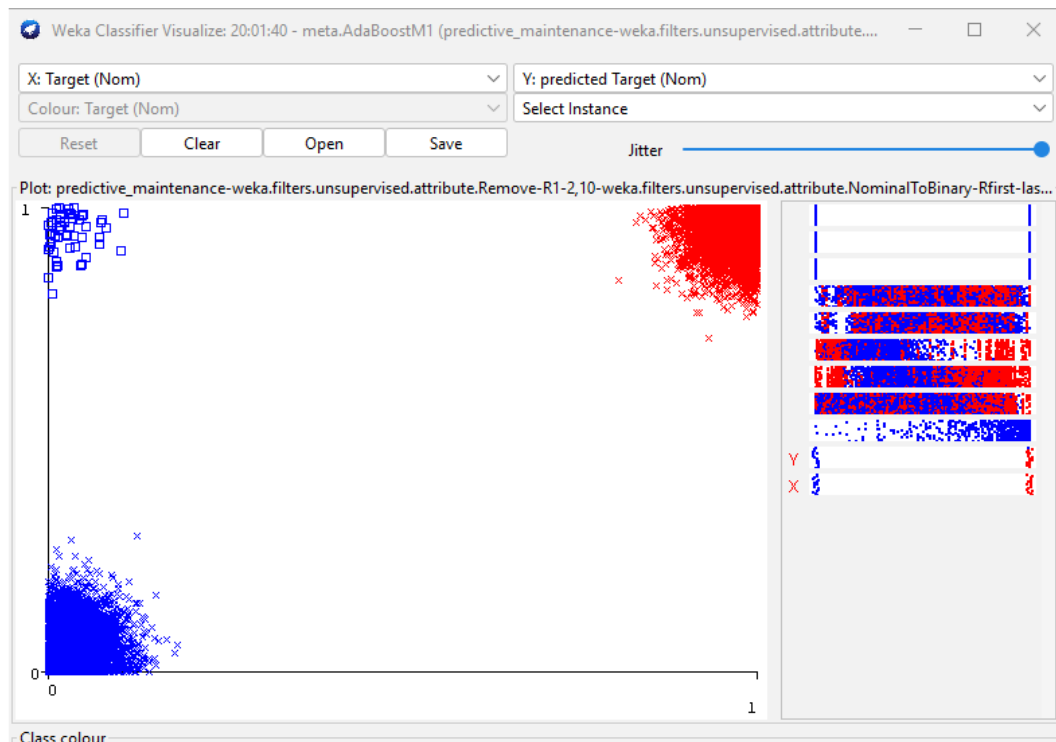 Weka Classifier Visualize: 20:01:40 - meta.AdaBoostM1 (predictive_maintenance-weka.filters.unsupervised.attribute....
X: Target (Nom)
Y: predicted Target (Nom)
Colour: Target (Nom)
Select Instance
Reset
Clear
Open
Save
Jitter
Plot: predictive_maintenance-weka.filters.unsupervised.attribute.Remove-R1-2,10-weka.filters.unsupervised.attribute.NominalToBinary-Rfirst-las...
1
0
0
1
Y
X
Class colour